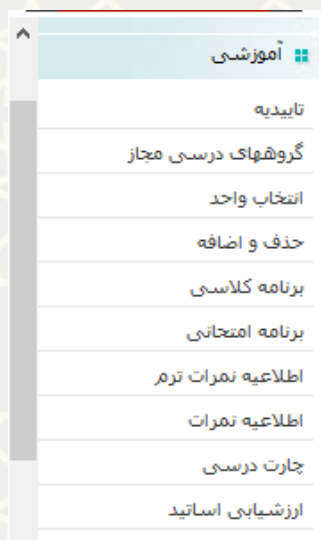 آموزشی
تاییدیه
گروههای درسی مجاز
انتخاب واحد
حذف و اضافه
برنامه کلاسی
برنامه امتحانی
اطلاعیه نمرات ترم
اطلاعیه نمرات
چارت درسی
ارزشیابی اساتید